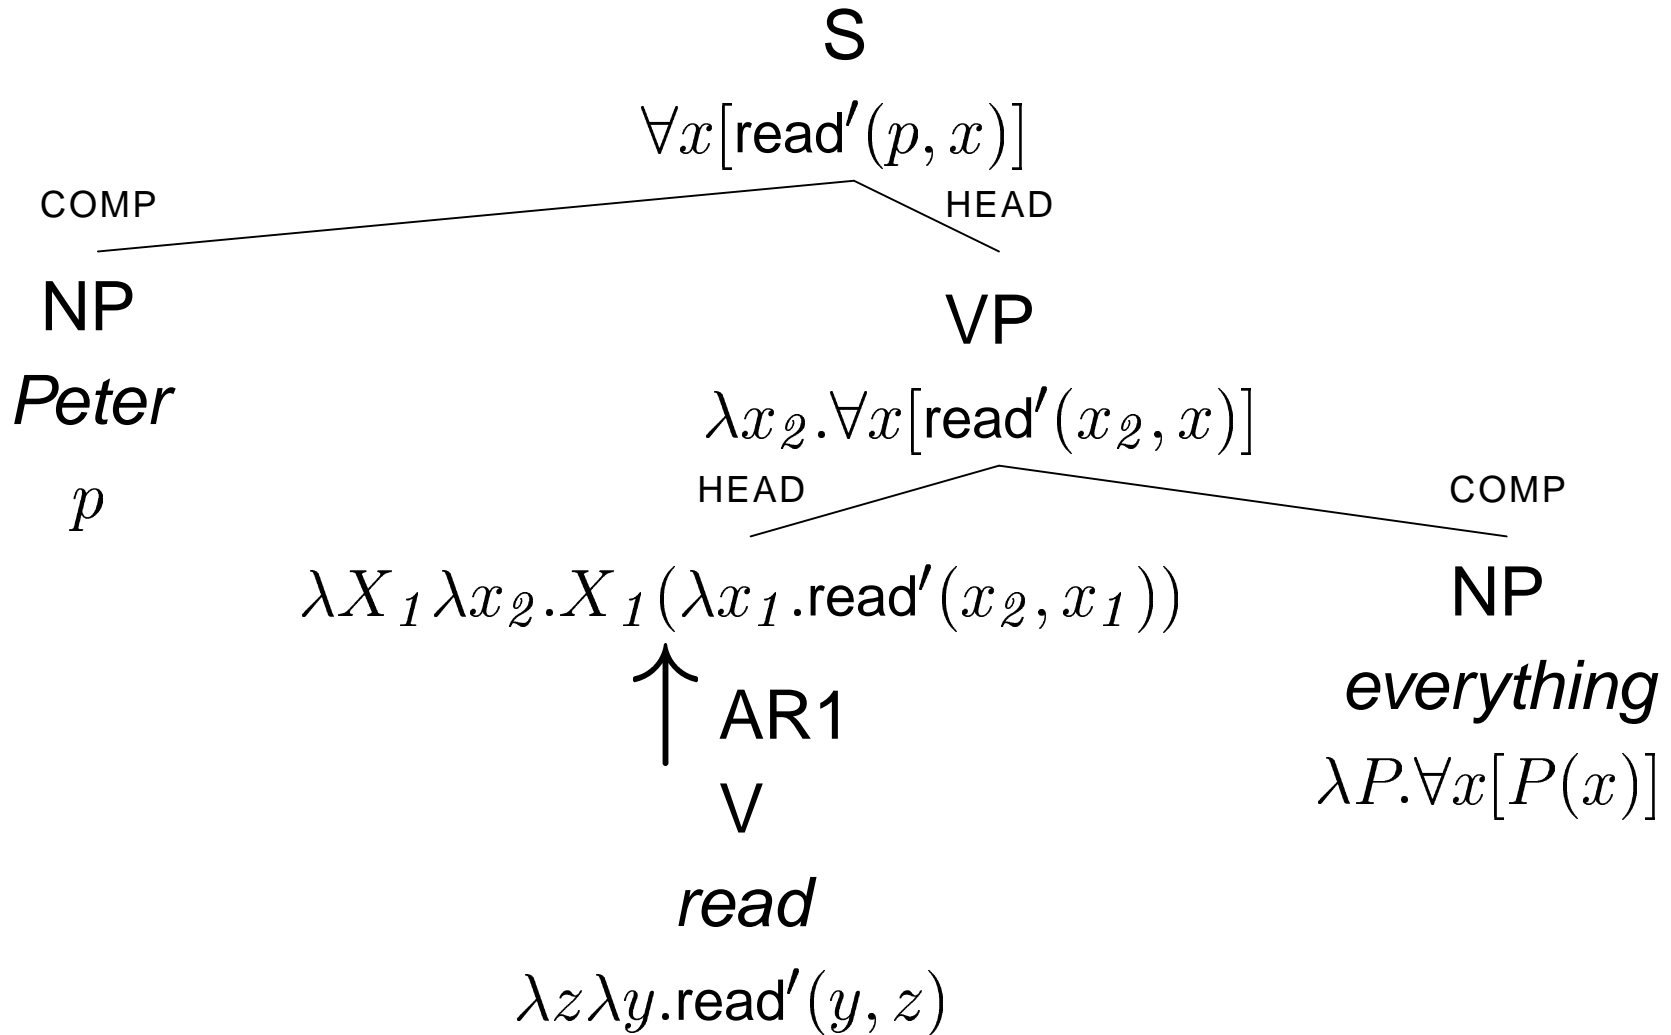 S
∀x[read′(p, x)]
COMP HEAD
NP VP
Peter
λx₂.∀x[read′(x₂, x)]
p
HEAD COMP
λX₁λx₂.X₁(λx₁.read′(x₂, x₁)) NP
AR1 everything
V λP.∀x[P(x)]
read
λzλy.read′(y, z)